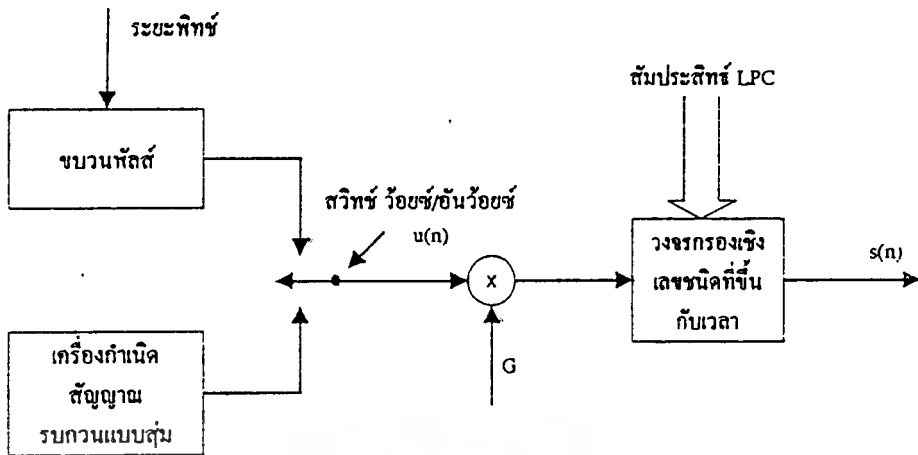 ระยะพิทช์
สัมประสิทธ์ LPC
ขบวนพัลส์
สวิทช์ ว้อยซ์/อันว้อยซ์
u(n)
วงจรกรองเชิง
เลขชนิดที่ขึ้น
กับเวลา
s(n)
x
เครื่องกำเนิด
สัญญาณ
รบกวนแบบสุ่ม
G